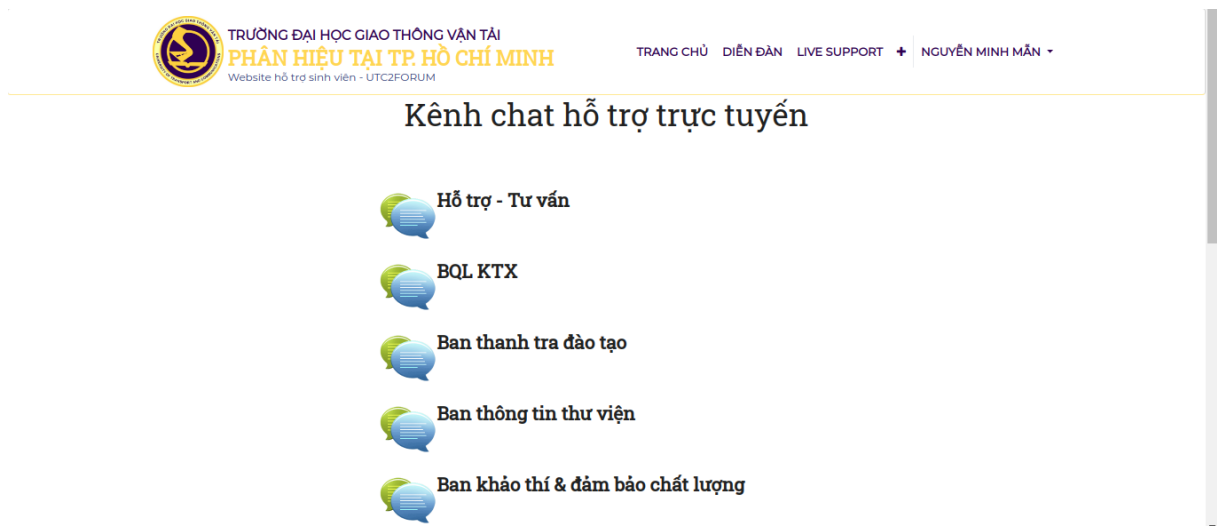 TRƯỜNG ĐẠI HỌC GIAO THÔNG VẬN TẢI
PHÂN HIỆU TẠI TP. HỒ CHÍ MINH
Website hỗ trợ sinh viên - UTC2FORUM
TRANG CHỦ DIỄN ĐÀN LIVE SUPPORT + NGUYỄN MINH MẪN
Kênh chat hỗ trợ trực tuyến
Hỗ trợ - Tư vấn
BQL KTX
Ban thanh tra đào tạo
Ban thông tin thư viện
Ban khảo thí & đảm bảo chất lượng